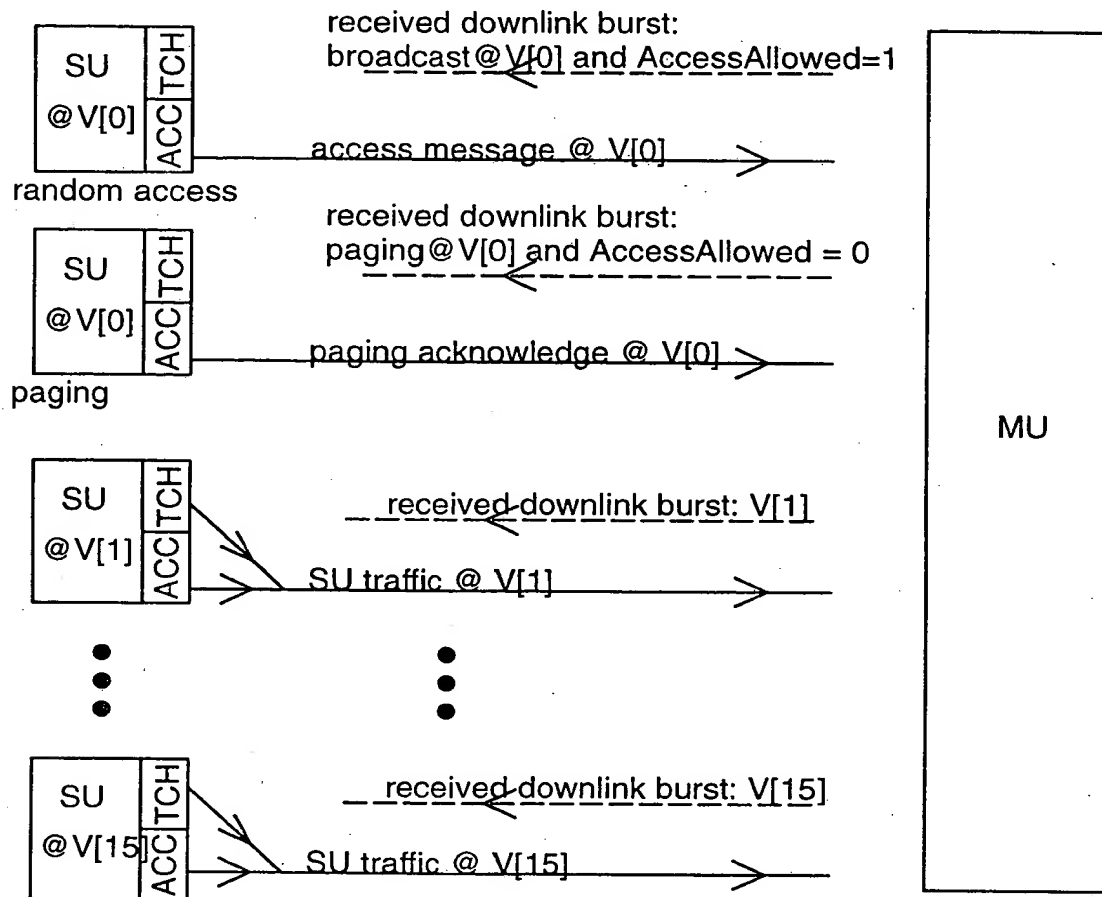 SU
@V[0]
TCH
ACC
random access
received downlink burst:
broadcast@V[0] and AccessAllowed=1
access message @ V[0]
SU
@V[0]
TCH
ACC
paging
received downlink burst:
paging@V[0] and AccessAllowed = 0
paging acknowledge @ V[0]
MU
SU
@V[1]
TCH
ACC
received downlink burst: V[1]
SU traffic @ V[1]
SU
@V[15]
TCH
ACC
received downlink burst: V[15]
SU traffic @ V[15]